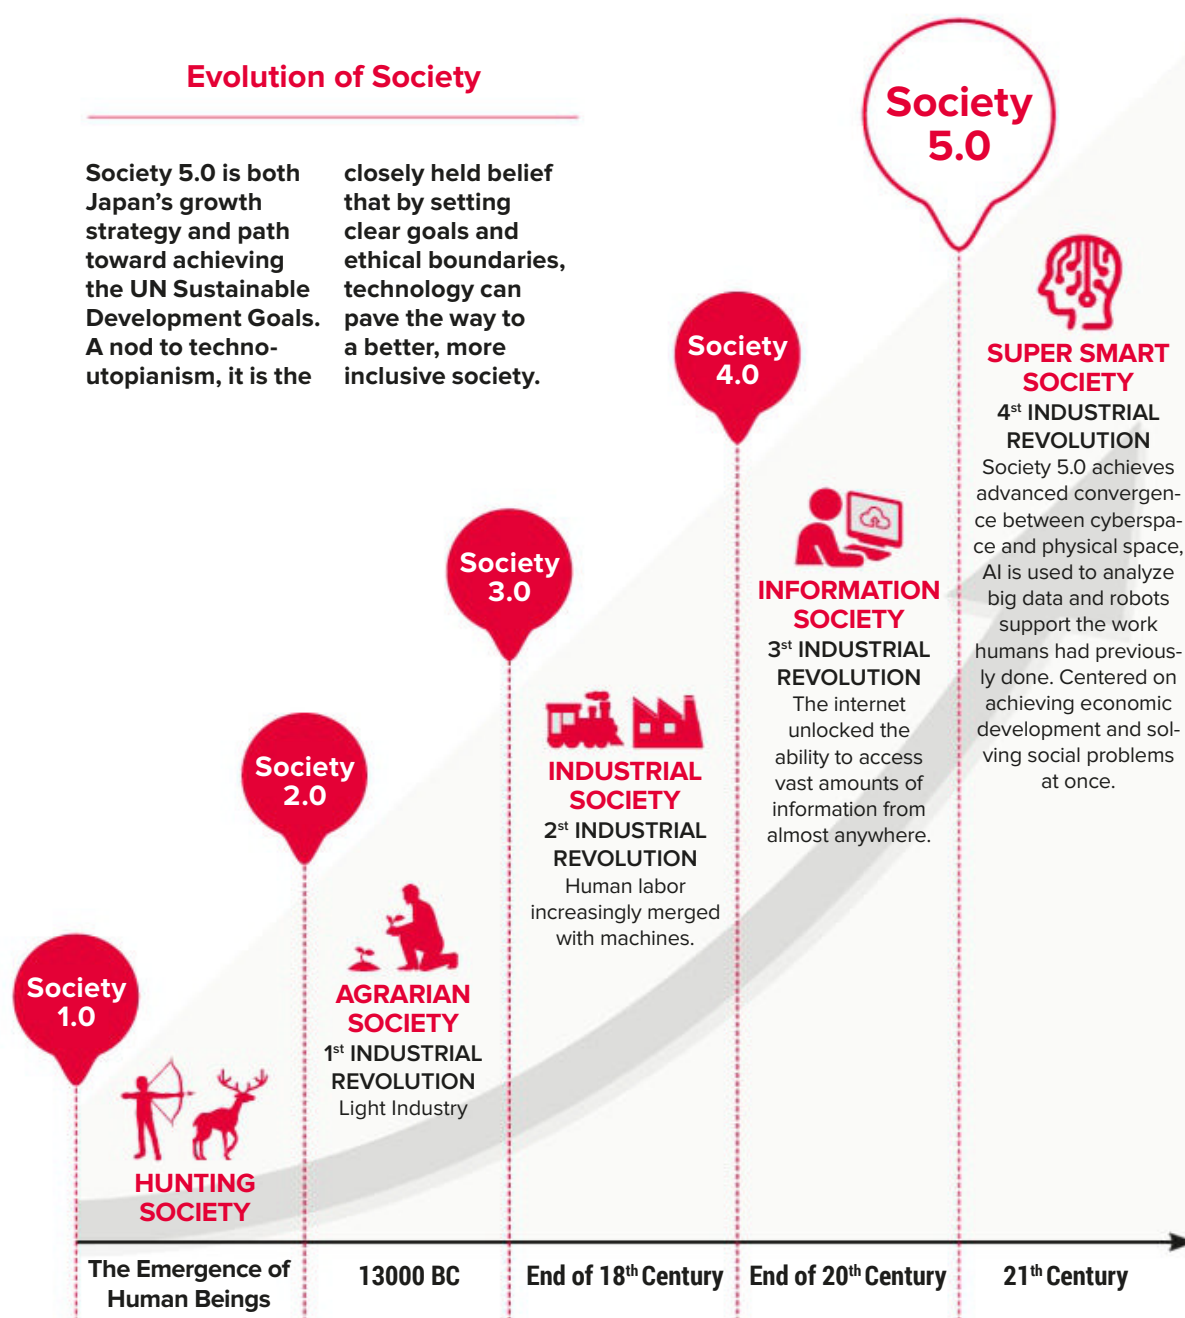 Evolution of Society
Society 5.0 is both
Japan’s growth
strategy and path
toward achieving
the UN Sustainable
Development Goals.
A nod to techno-
utopianism, it is the
closely held belief
that by setting
clear goals and
ethical boundaries,
technology can
pave the way to
a better, more
inclusive society.
Society
1.0
HUNTING
SOCIETY
The Emergence of
Human Beings
Society
2.0
AGRARIAN
SOCIETY
1st INDUSTRIAL
REVOLUTION
Light Industry
13000 BC
Society
3.0
INDUSTRIAL
SOCIETY
2st INDUSTRIAL
REVOLUTION
Human labor
increasingly merged
with machines.
End of 18th Century
Society
4.0
INFORMATION
SOCIETY
3st INDUSTRIAL
REVOLUTION
The internet
unlocked the
ability to access
vast amounts of
information from
almost anywhere.
End of 20th Century
Society
5.0
SUPER SMART
SOCIETY
4st INDUSTRIAL
REVOLUTION
Society 5.0 achieves
advanced convergen-
ce between cyberspa-
ce and physical space,
AI is used to analyze
big data and robots
support the work
humans had previous-
ly done. Centered on
achieving economic
development and sol-
ving social problems
at once.
21th Century